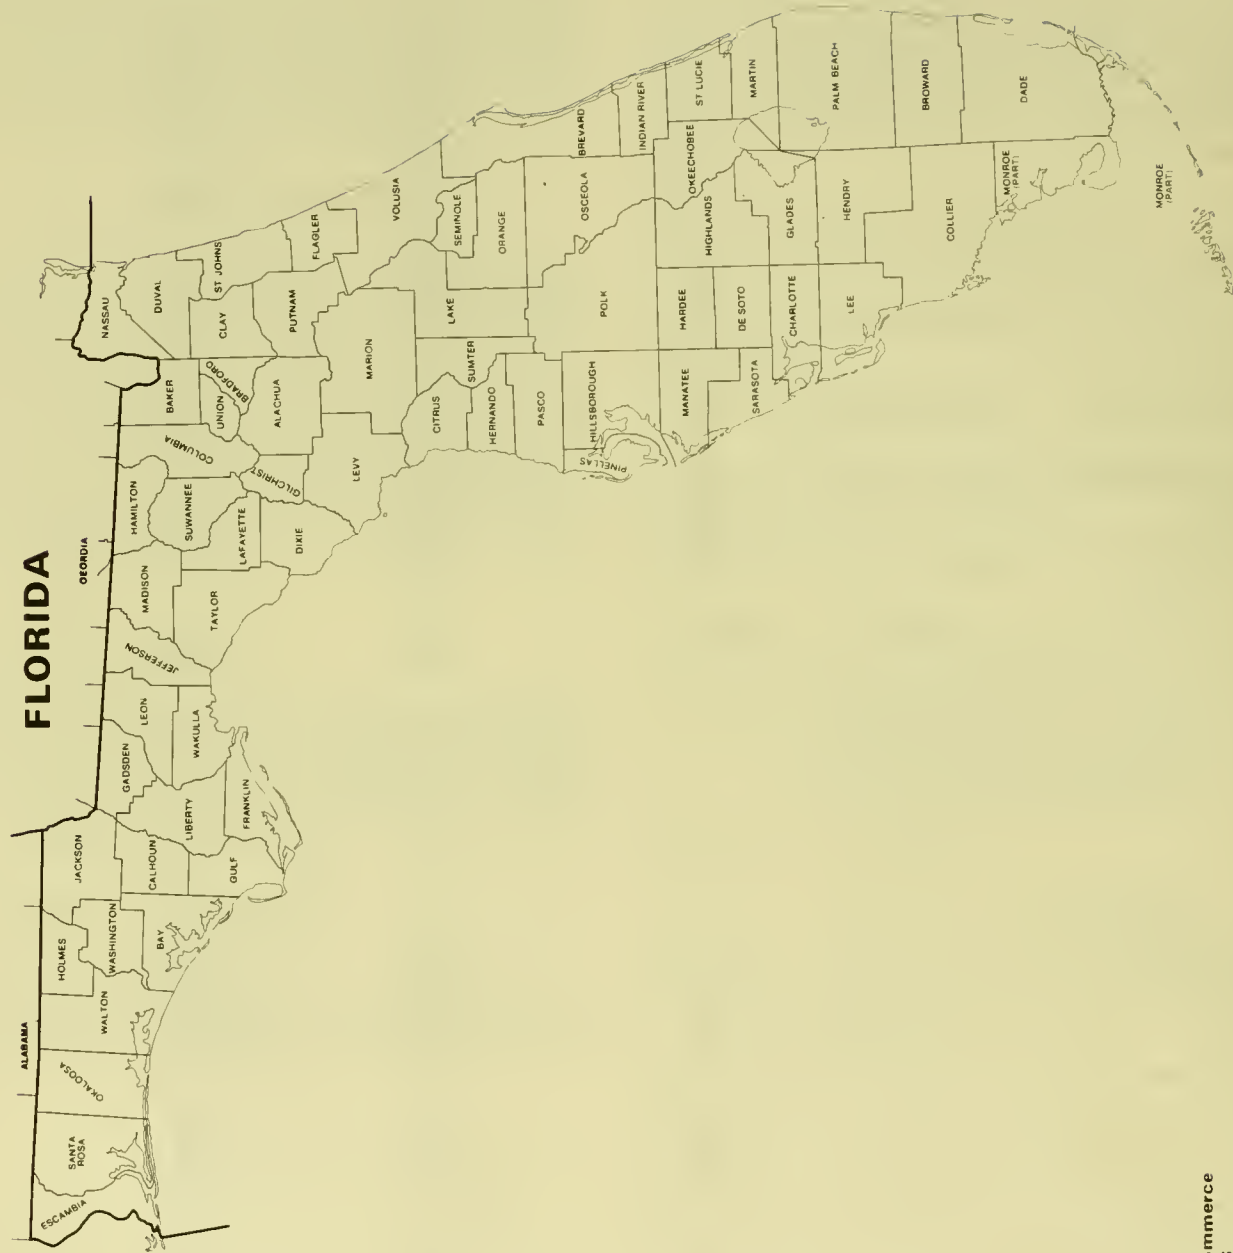 FLORIDA
ALABAMA
GEORGIA
ESCAMBIA
SANTA
ROSA
OKALOOSA
WALTON
HOLMES
WASHINGTON
BAY
JACKSON
CALHOUN
GULF
GADSDEN
LIBERTY
FRANKLIN
LEON
WAKULLA
JEFFERSON
MADISON
TAYLOR
HAMILTON
SUWANNEE
LAFAYETTE
DIXIE
COLUMBIA
GILCHRIST
LEVY
BAKER
UNION
BRADFORD
ALACHUA
NASSAU
DUVAL
CLAY
ST JOHNS
PUTNAM
FLAGLER
MARION
VOLUSIA
CITRUS
SUMTER
LAKE
SEMINOLE
HERNANDO
ORANGE
PASCO
BREVARD
OSCEOLA
POLK
HILLSBOROUGH
PINELLAS
INDIAN RIVER
MANATEE
HARDEE
HIGHLANDS
OKEECHOBEE
ST LUCIE
SARASOTA
DE SOTO
MARTIN
CHARLOTTE
GLADES
PALM BEACH
LEE
HENDRY
BROWARD
COLLIER
DADE
MONROE
(PART)
MONROE
(PART)
mmerce